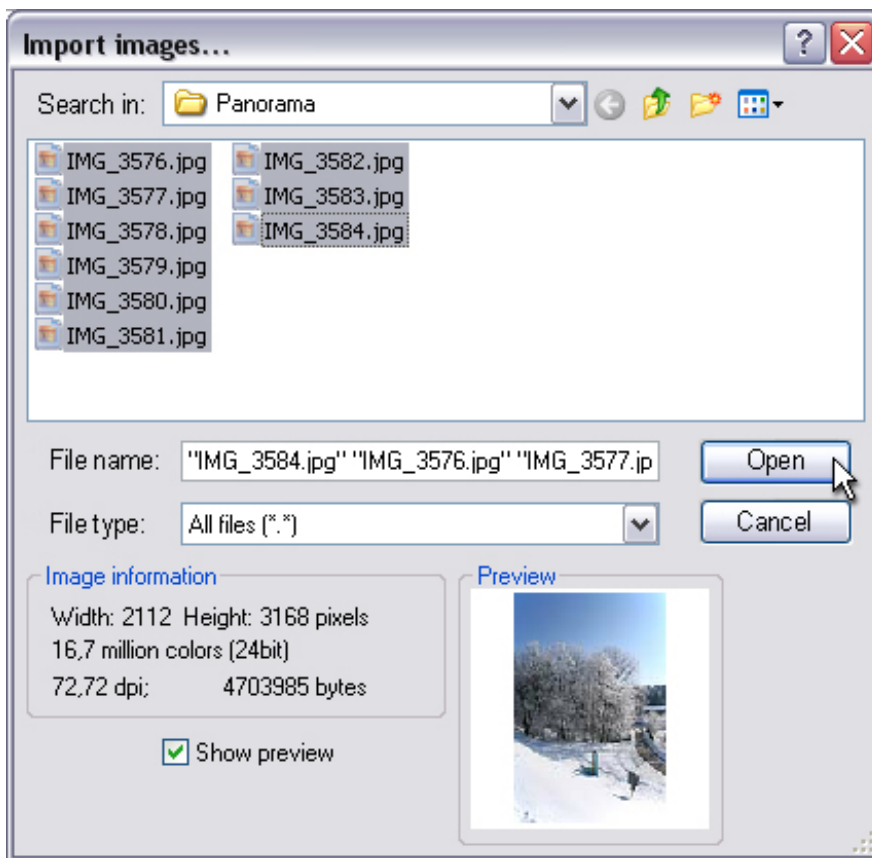 Import images...
Search in: Panorama
IMG_3576.jpg IMG_3582.jpg
IMG_3577.jpg IMG_3583.jpg
IMG_3578.jpg IMG_3584.jpg
IMG_3579.jpg
IMG_3580.jpg
IMG_3581.jpg
File name: "IMG_3584.jpg" "IMG_3576.jpg" "IMG_3577.jp Open
File type: All files (*.*) Cancel
Image information Preview
Width: 2112 Height: 3168 pixels
16,7 million colors (24bit)
72,72 dpi; 4703985 bytes
Show preview